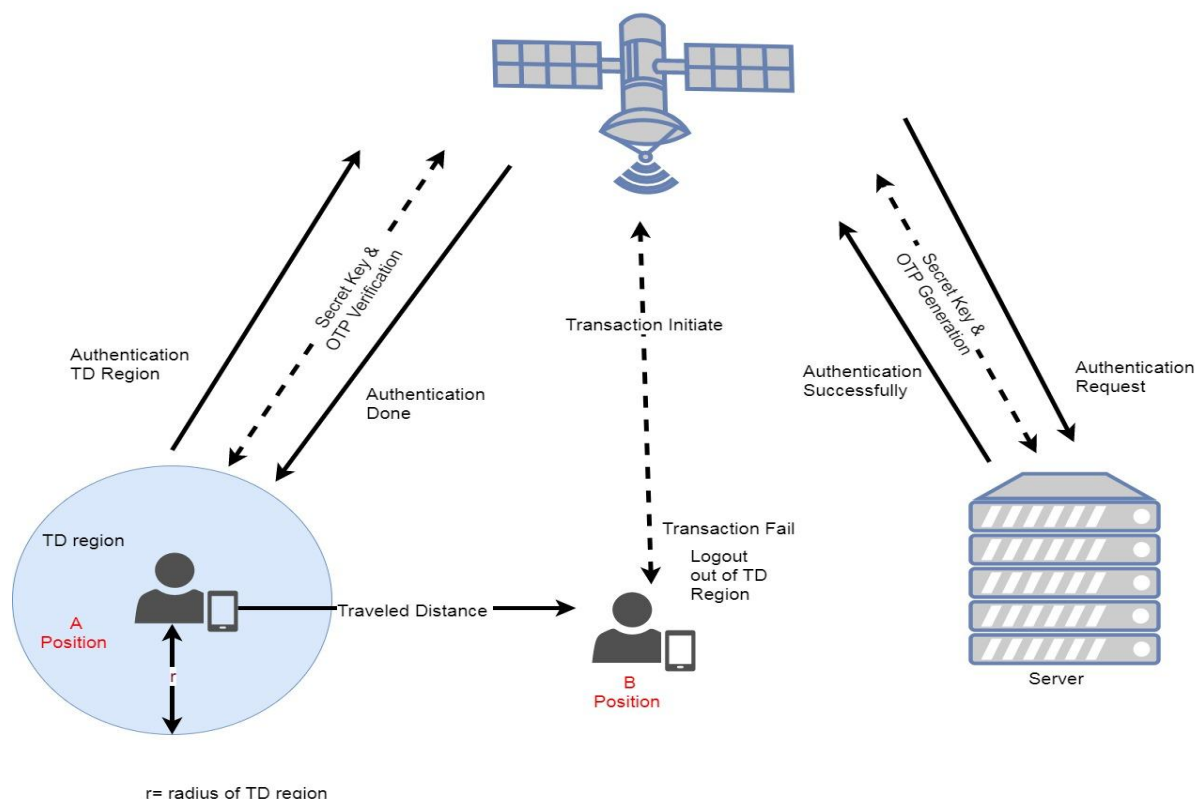 Secret Key &
OTP Verification
Secret Key &
OTP Generation
Transaction Initiate
Authentication
TD Region
Authentication
Done
Authentication
Successfully
Authentication
Request
TD region
Transaction Fail
Logout
out of TD
Region
Traveled Distance
A
Position
r
B
Position
Server
r= radius of TD region